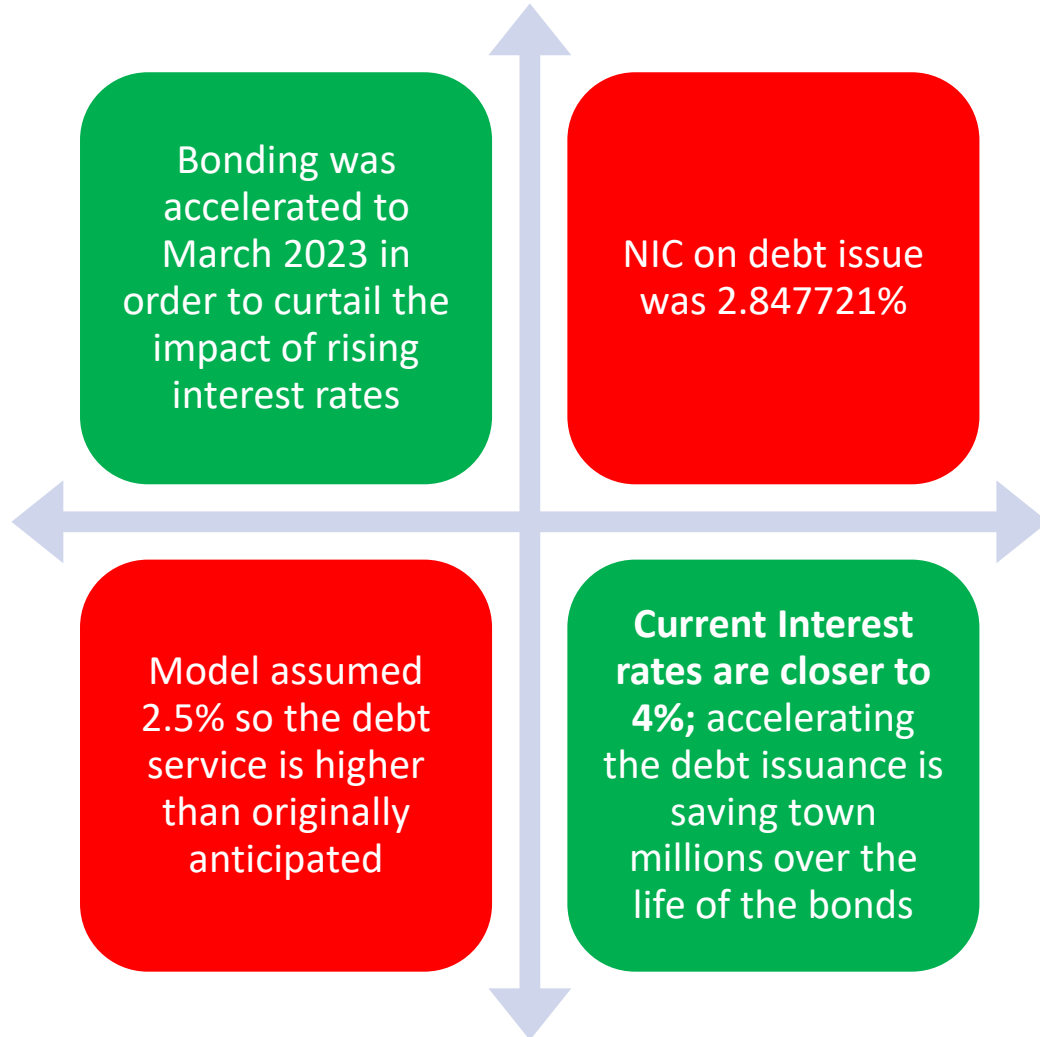 Bonding was
accelerated to
March 2023 in
order to curtail the
impact of rising
interest rates
NIC on debt issue
was 2.847721%
Model assumed
2.5% so the debt
service is higher
than originally
anticipated
Current Interest
rates are closer to
4%; accelerating
the debt issuance is
saving town
millions over the
life of the bonds